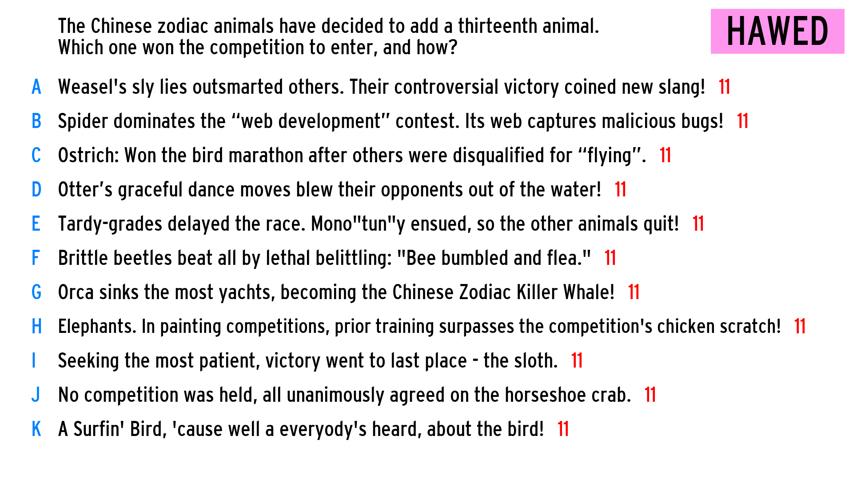 The Chinese zodiac animals have decided to add a thirteenth animal.
Which one won the competition to enter, and how?
HAWED
A Weasel's sly lies outsmarted others. Their controversial victory coined new slang! 11
B Spider dominates the “web development” contest. Its web captures malicious bugs! 11
C Ostrich: Won the bird marathon after others were disqualified for “flying”. 11
D Otter’s graceful dance moves blew their opponents out of the water! 11
E Tardy-grades delayed the race. Mono"tun"y ensued, so the other animals quit! 11
F Brittle beetles beat all by lethal belittling: "Bee bumbled and flea." 11
G Orca sinks the most yachts, becoming the Chinese Zodiac Killer Whale! 11
H Elephants. In painting competitions, prior training surpasses the competition's chicken scratch! 11
I Seeking the most patient, victory went to last place - the sloth. 11
J No competition was held, all unanimously agreed on the horseshoe crab. 11
K A Surfin' Bird, 'cause well a everyody's heard, about the bird! 11